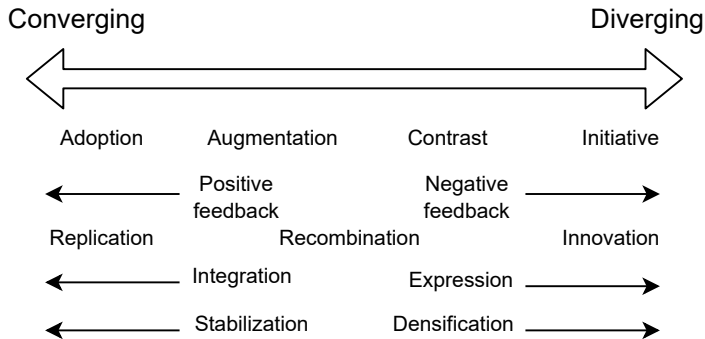 Converging Diverging
Adoption Augmentation Contrast Initiative
Positive feedback Negative feedback
Replication Recombination Innovation
Integration Expression
Stabilization Densification